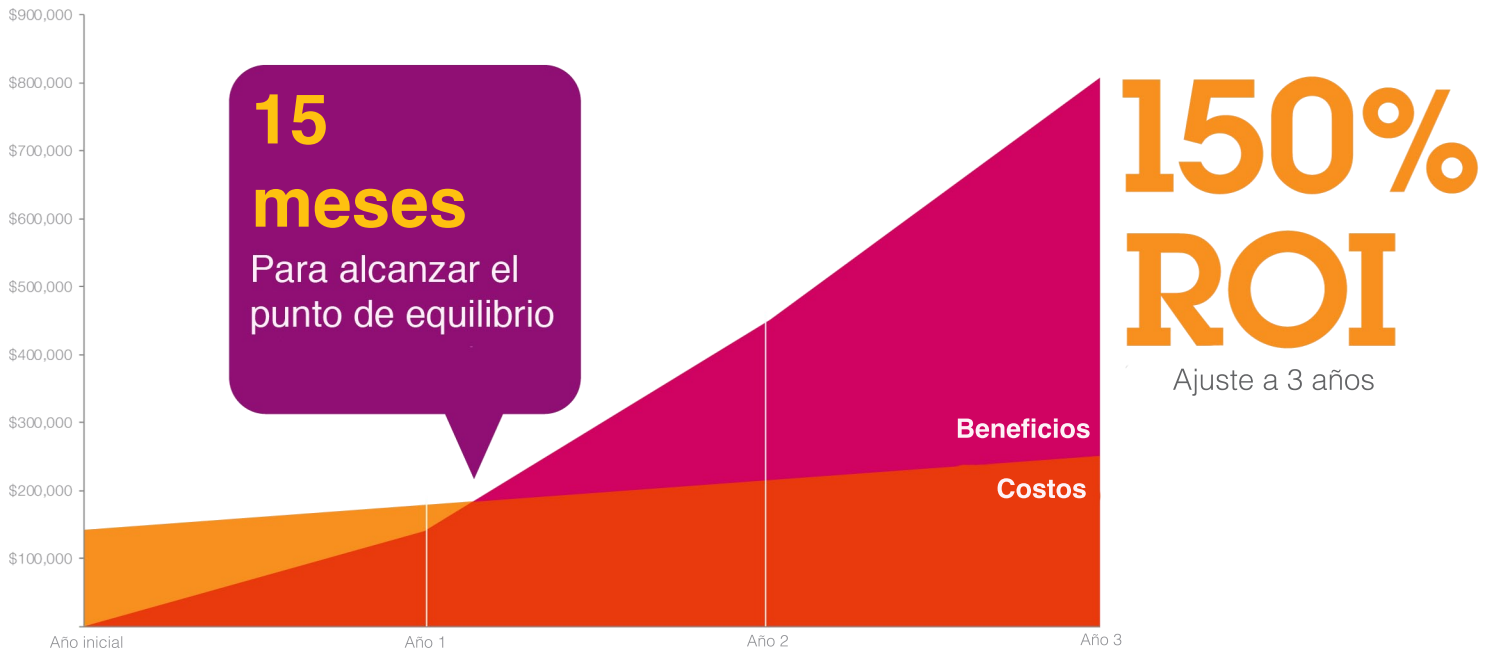 $900,000
$800,000
$700,000
$600,000
$500,000
$400,000
$300,000
$200,000
$100,000
15
meses
Para alcanzar el
punto de equilibrio
150%
ROI
Ajuste a 3 años
Beneficios
Costos
Año inicial
Año 1
Año 2
Año 3